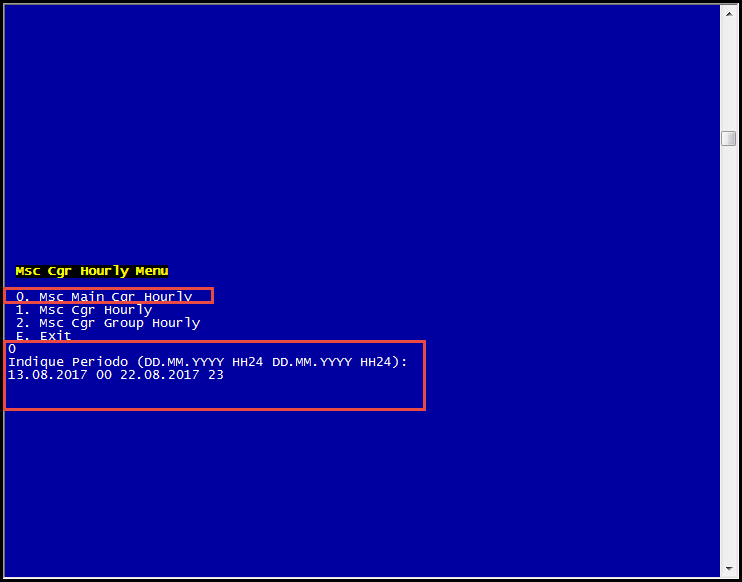 Msc Cgr Hourly Menu
0. Msc Main Cgr Hourly
1. Msc Cgr Hourly
2. Msc Cgr Group Hourly
E. Exit
0
Indique Periodo (DD.MM.YYYY HH24 DD.MM.YYYY HH24):
13.08.2017 00 22.08.2017 23